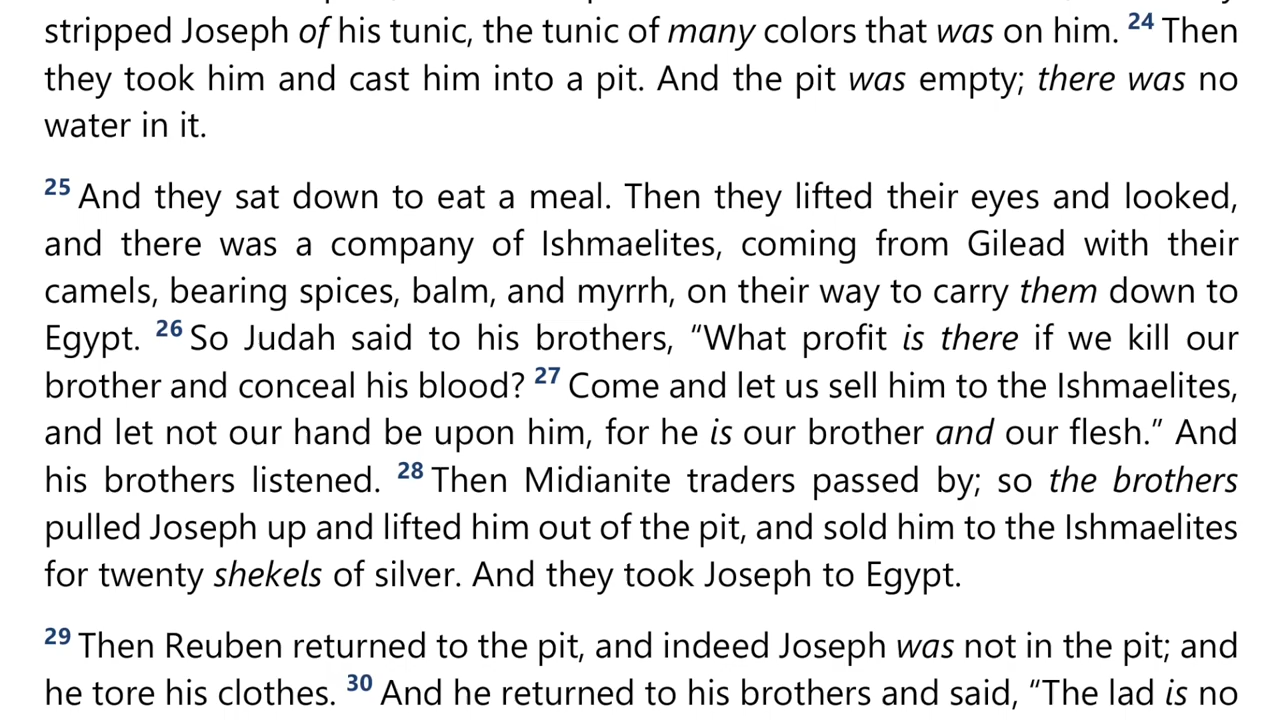 stripped Joseph of his tunic, the tunic of many colors that was on him. 24 Then
they took him and cast him into a pit. And the pit was empty; there was no
water in it.
25 And they sat down to eat a meal. Then they lifted their eyes and looked,
and there was a company of Ishmaelites, coming from Gilead with their
camels, bearing spices, balm, and myrrh, on their way to carry them down to
Egypt. 26 So Judah said to his brothers, “What profit is there if we kill our
brother and conceal his blood? 27 Come and let us sell him to the Ishmaelites,
and let not our hand be upon him, for he is our brother and our flesh.” And
his brothers listened. 28 Then Midianite traders passed by; so the brothers
pulled Joseph up and lifted him out of the pit, and sold him to the Ishmaelites
for twenty shekels of silver. And they took Joseph to Egypt.
29 Then Reuben returned to the pit, and indeed Joseph was not in the pit; and
he tore his clothes. 30 And he returned to his brothers and said, “The lad is no